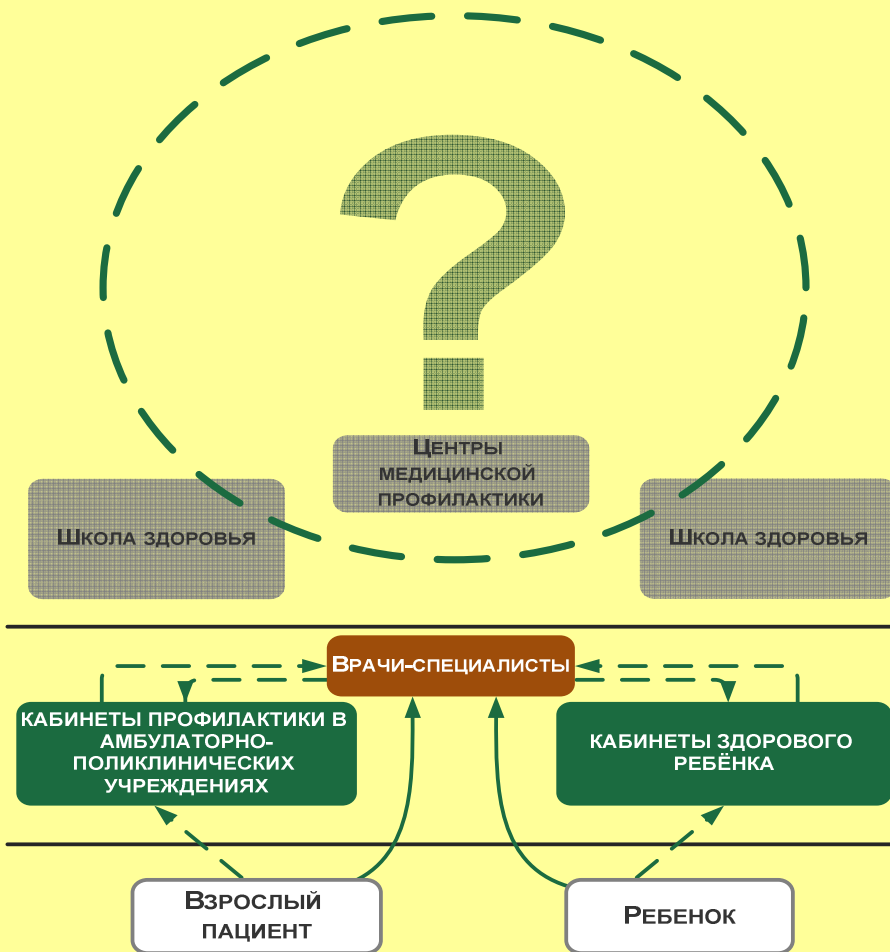 ?
Центры
медицинской
профилактики
Школа здоровья
Школа здоровья
Врачи-специалисты
КАБИНЕТЫ ПРОФИЛАКТИКИ В
АМБУЛАТОРНО-
ПОЛИКЛИНИЧЕСКИХ
УЧРЕЖДЕНИЯХ
КАБИНЕТЫ ЗДОРОВОГО
РЕБЁНКА
Взрослый
пациент
Ребенок